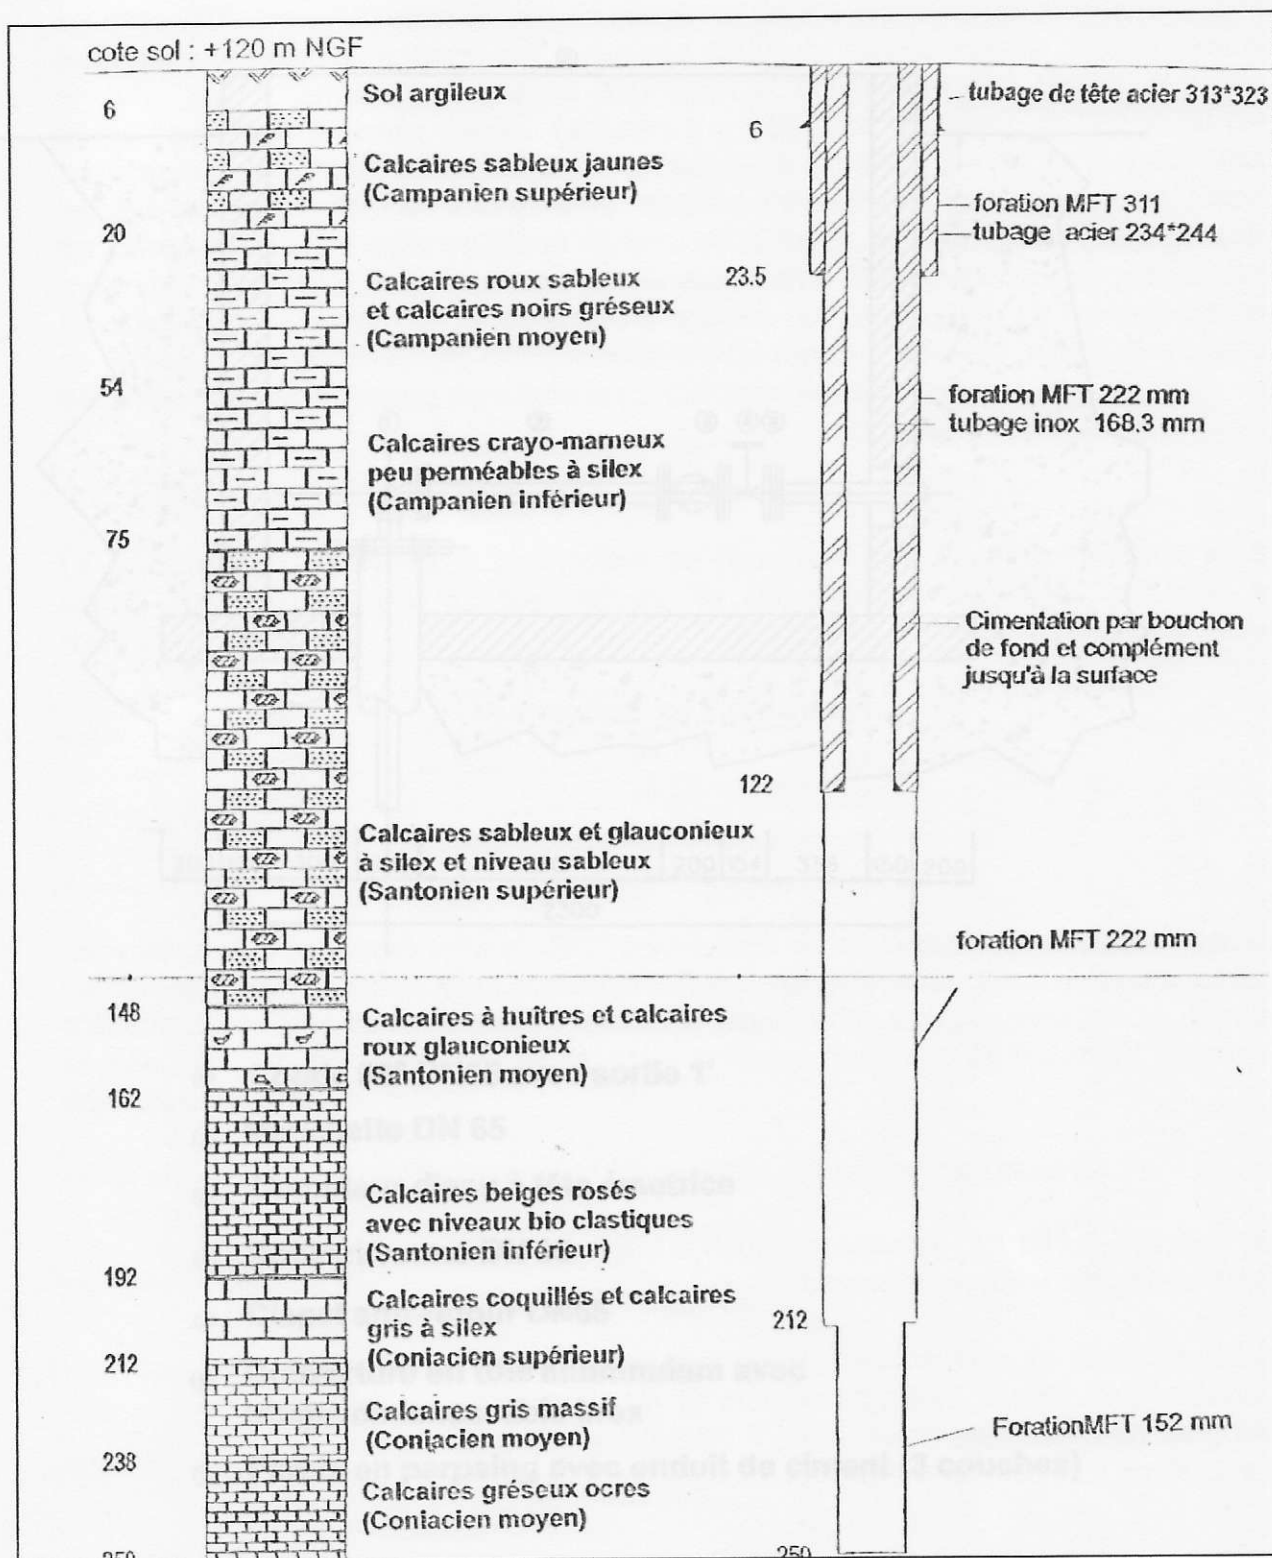 cote sol : +120 m NGF
Sol argileux
6
Calcaires sableux jaunes
(Campanien supérieur)
20
Calcaires roux sableux
et calcaires noirs gréseux
(Campanien moyen)
54
Calcaires crayo-marneux
peu perméables à silex
(Campanien inférieur)
75
Calcaires sableux et glauconieux
à silex et niveau sableux
(Santonien supérieur)
148
Calcaires à huîtres et calcaires
roux glauconieux
(Santonien moyen)
162
Calcaires beiges rosés
avec niveaux bio clastiques
(Santonien inférieur)
192
Calcaires coquillés et calcaires
gris à silex
(Coniacien supérieur)
212
Calcaires gris massif
(Coniacien moyen)
238
Calcaires gréseux ocres
(Coniacien moyen)
tubage de tête acier 313*323
6
foration MFT 311
tubage acier 234*244
23.5
foration MFT 222 mm
tubage inox 168.3 mm
Cimentation par bouchon
de fond et complément
jusqu'à la surface
122
foration MFT 222 mm
212
ForationMFT 152 mm
250